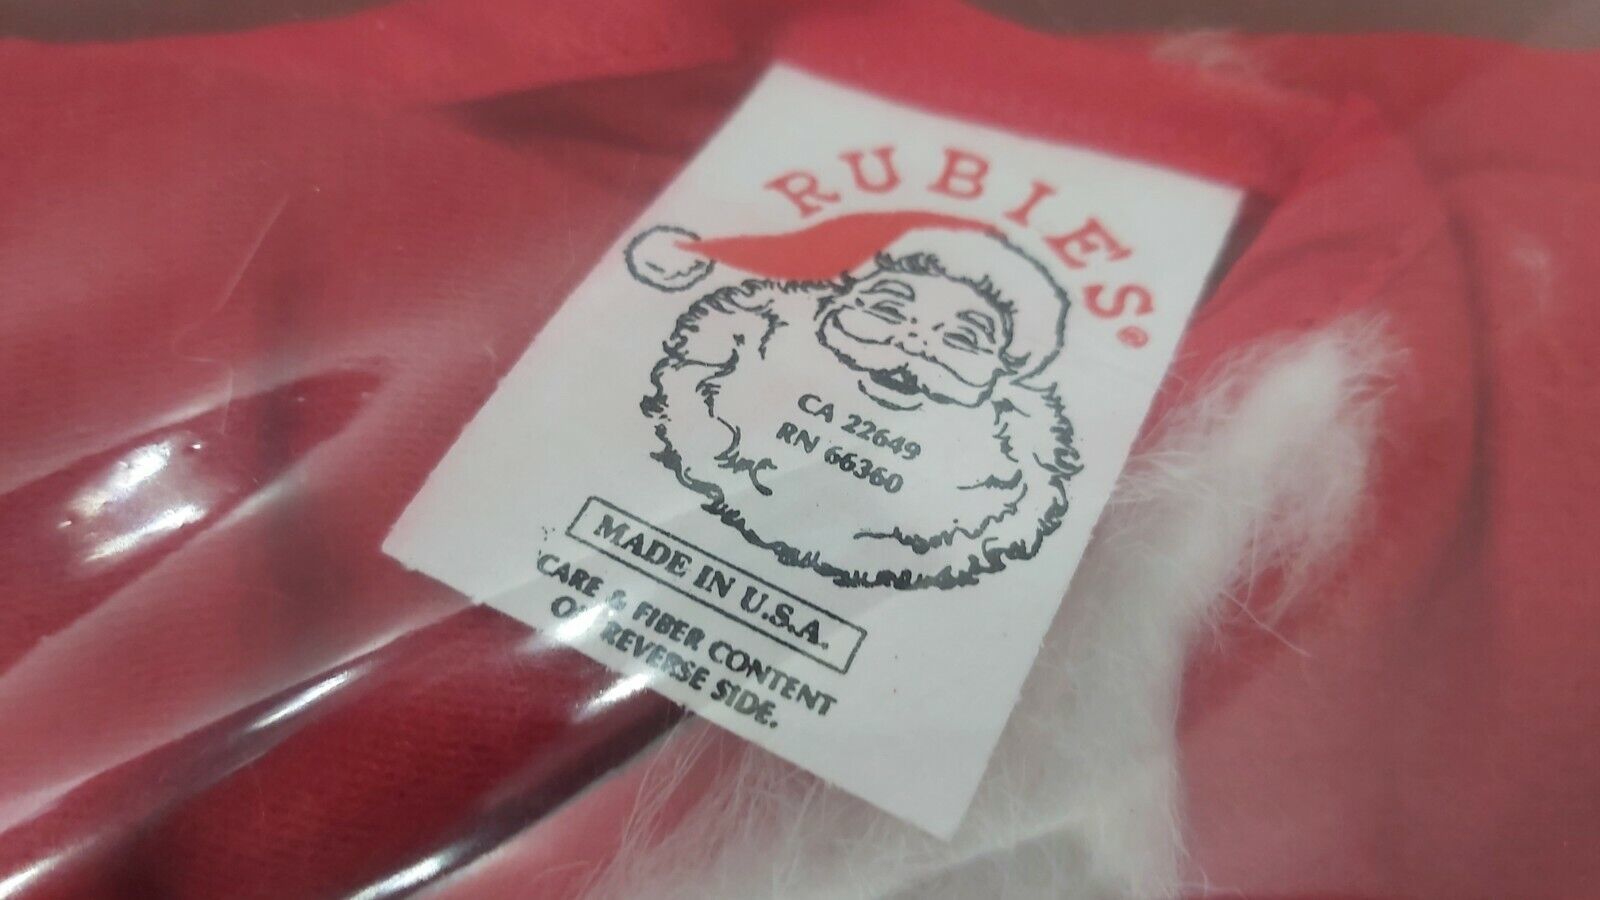 RUBIES®
CA 22649
RN 66360
MADE IN U.S.A.
CARE & FIBER CONTENT
ON REVERSE SIDE.